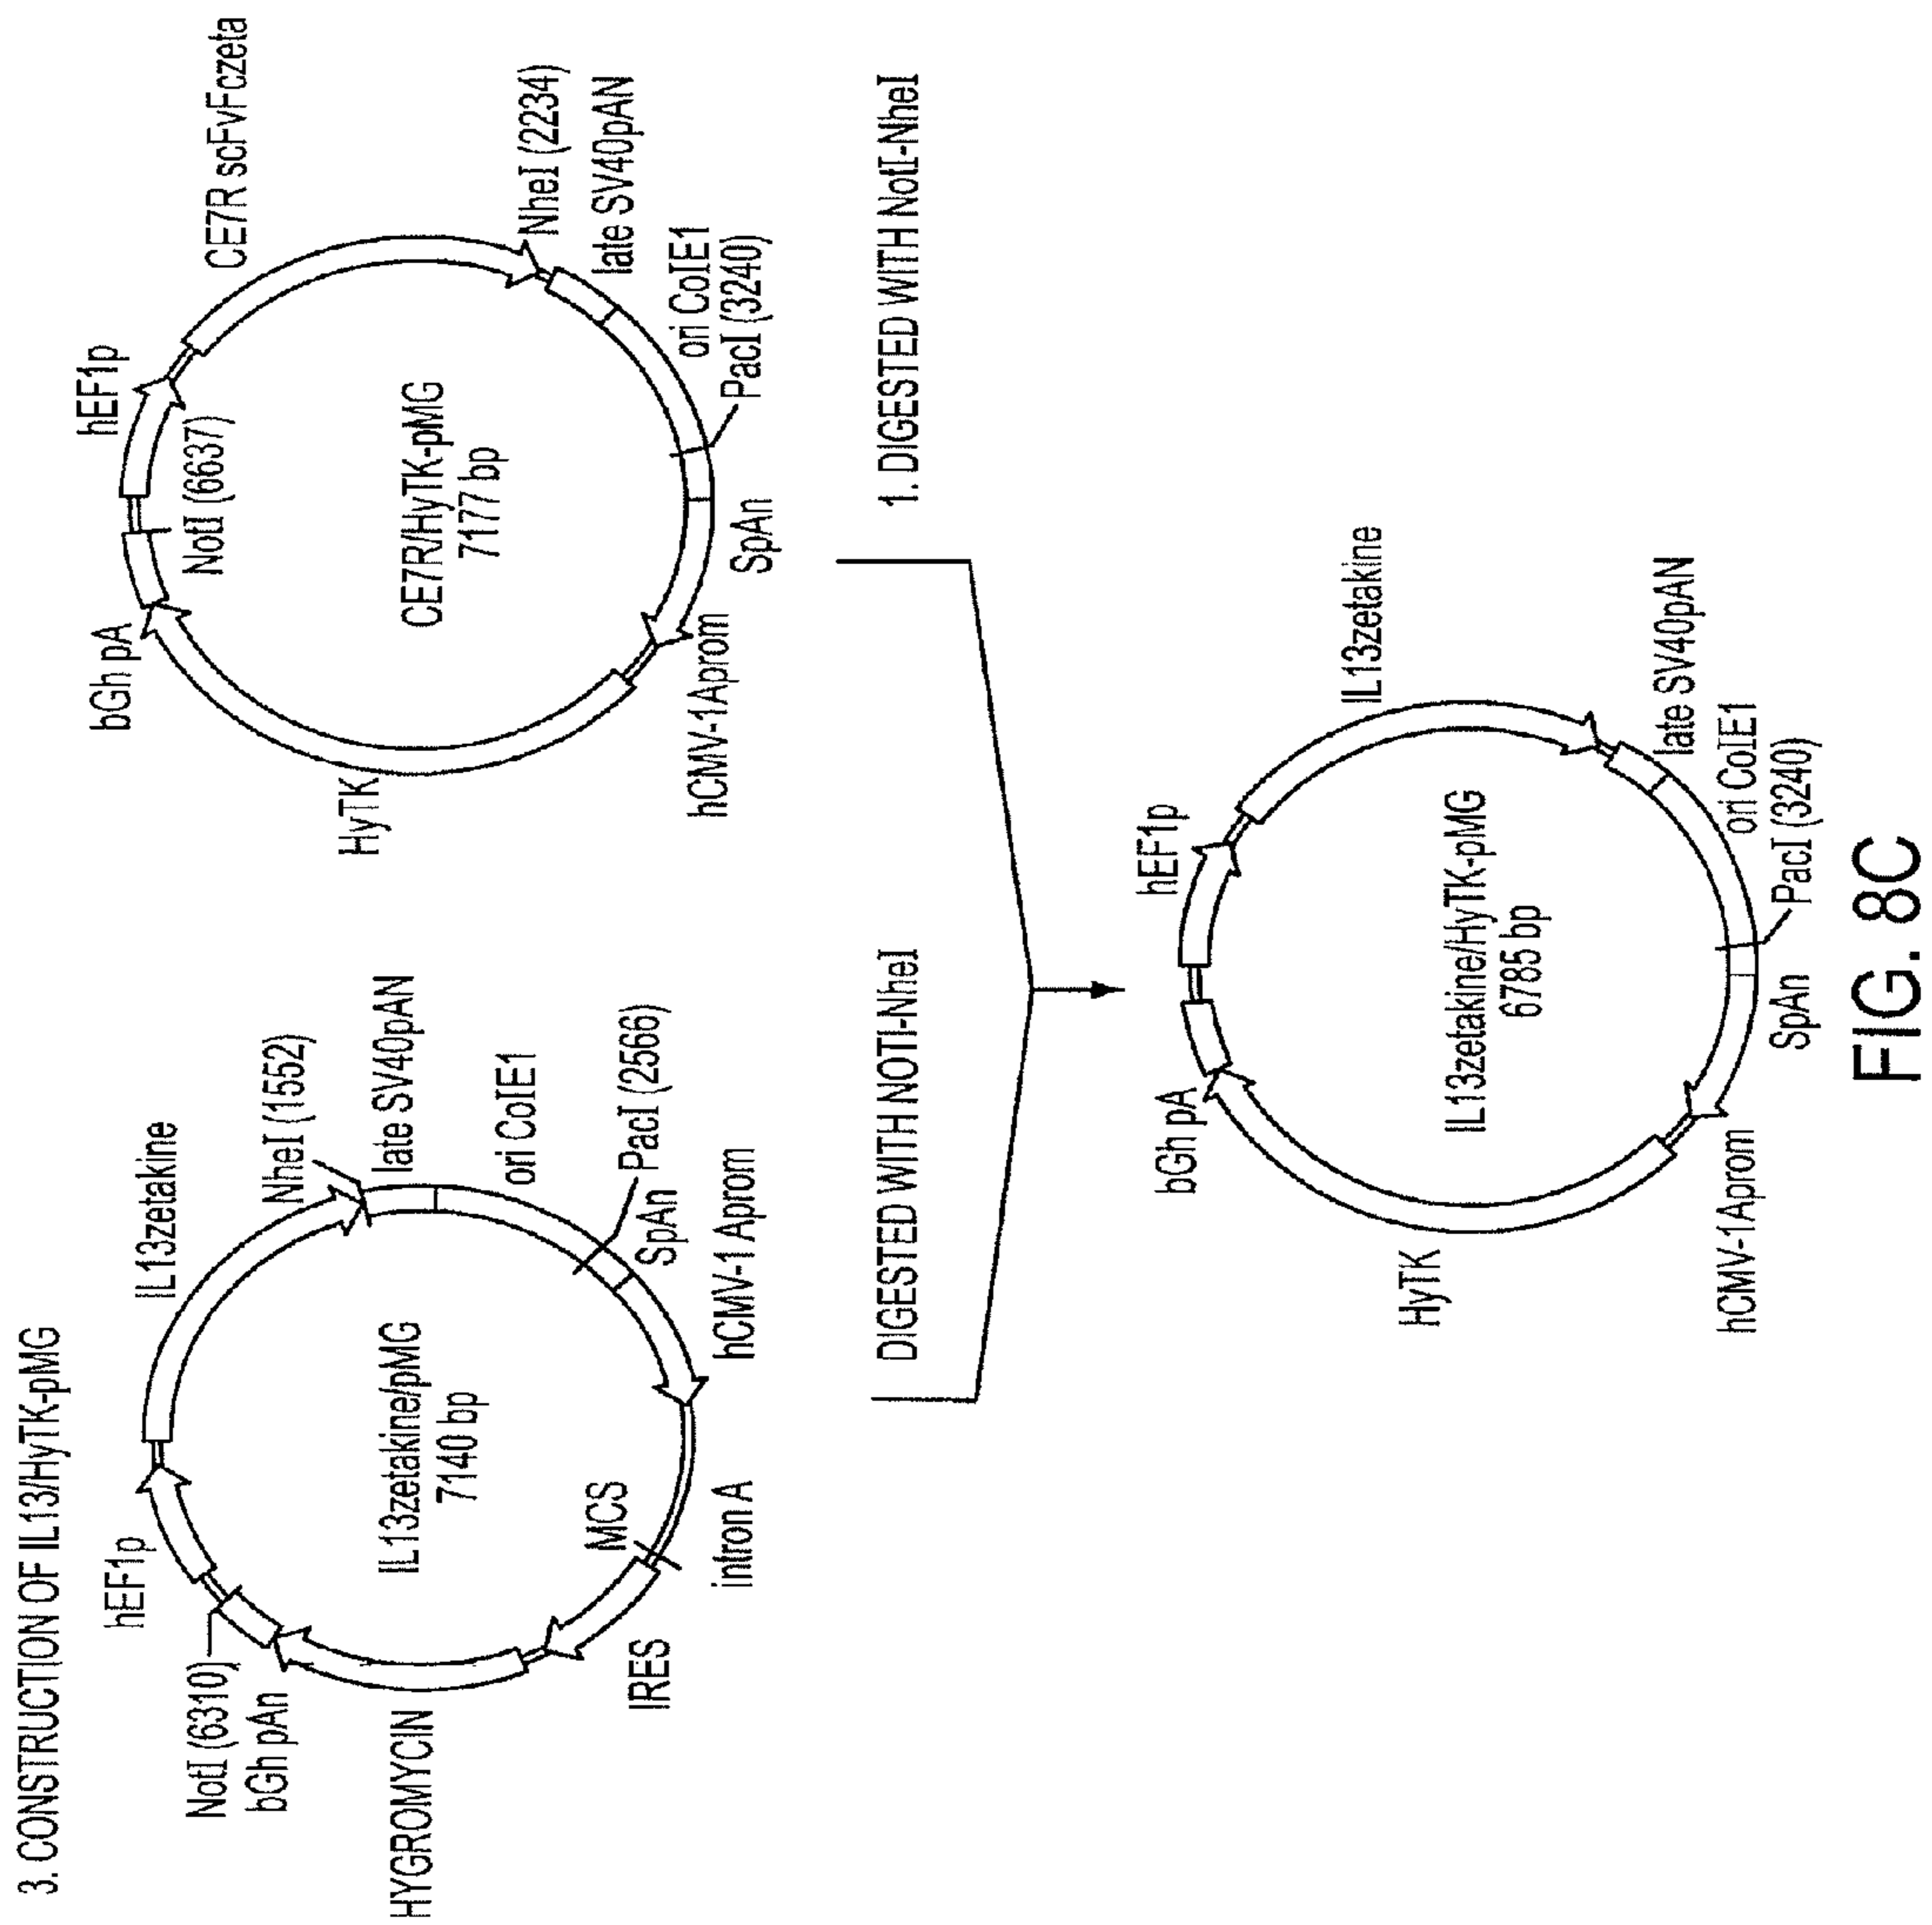 3. CONSTRUCTION OF IL13/HyTK-pMG
hEF1p
IL13zetakine
NotI (6310)
bGh pAn
NheI (1552)
late SV40pAN
HYGROMYCIN
IL13zetakine/pMG
7140 bp
ori ColE1
PacI (2566)
SpAn
hCMV-1 Aprom
MCS
IRES
intron A
bGh pA
hEF1p
NotI (6637)
CE7R scFvFczeta
HyTK
CE7R/HyTK-pMG
7177 bp
NheI (2234)
late SV40pAN
ori ColE1
PacI (3240)
hCMV-1Aprom
SpAn
DIGESTED WITH NOTI-NheI
1. DIGESTED WITH NotI-NheI
bGh pA
hEF1p
IL13zetakine
HyTK
IL13zetakine/HyTK-pMG
6785 bp
late SV40pAN
ori ColE1
PacI (3240)
hCMV-1Aprom
SpAn
FIG. 8C